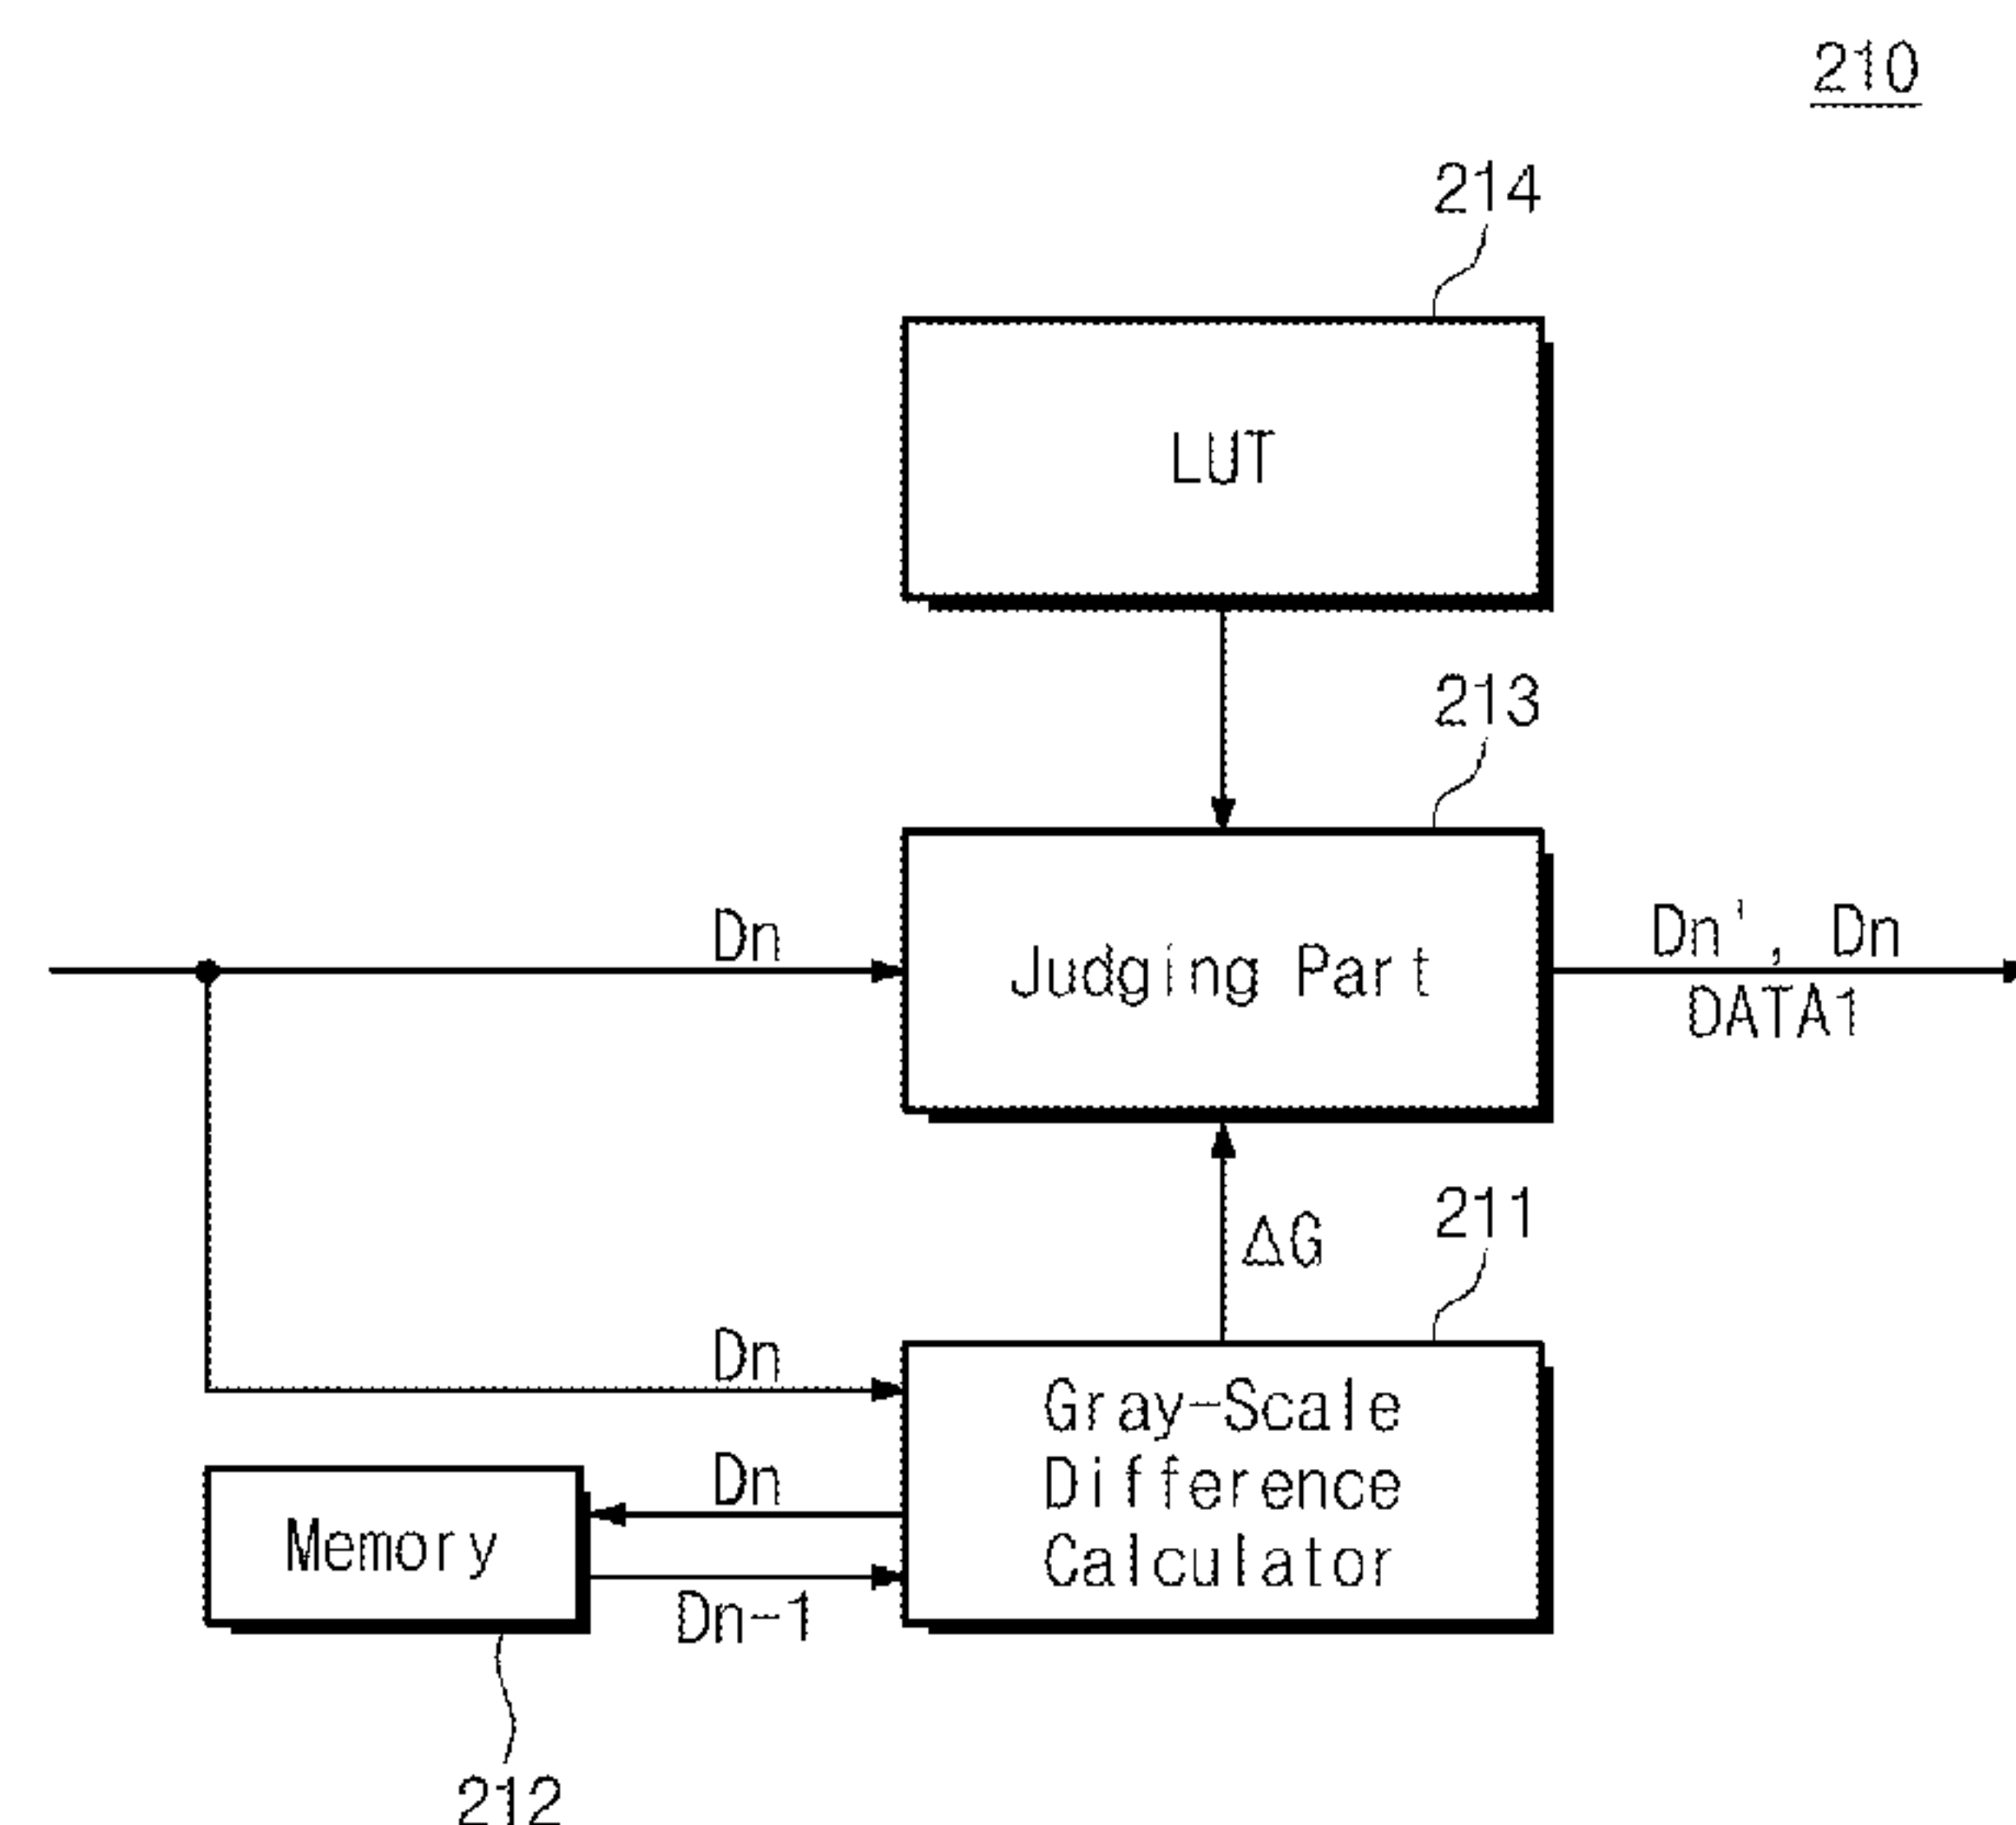 210
214
LUT
213
Dn
Judging Part
Dn', Dn
DATA1
ΔG
211
Dn
Gray-Scale
Difference
Calculator
Dn
Memory
Dn-1
212